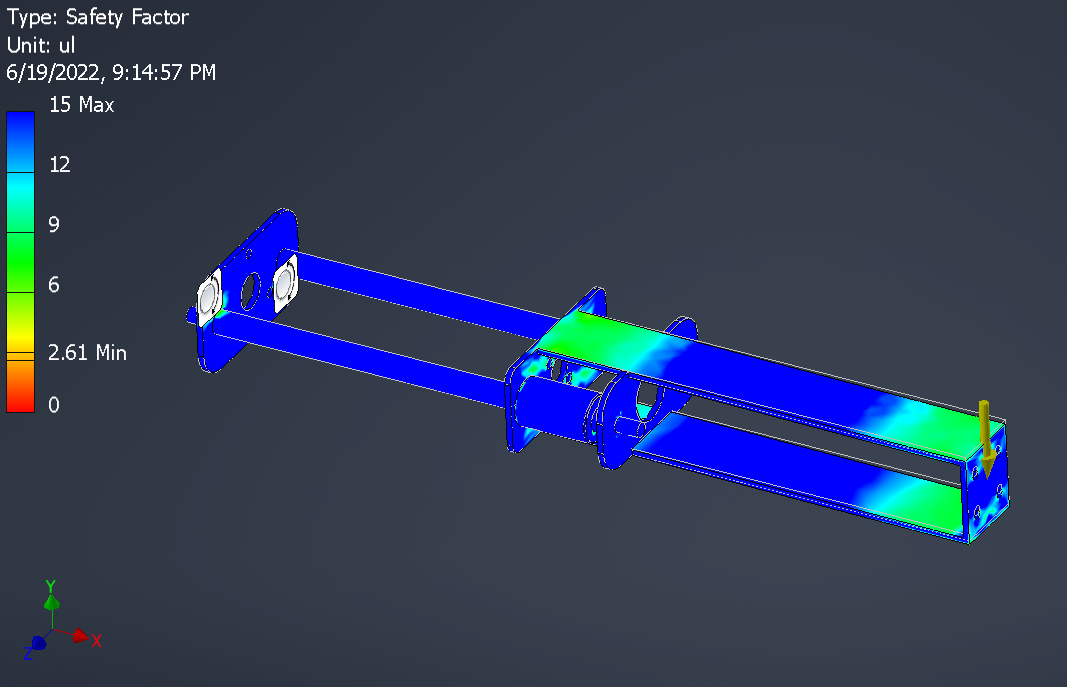 Type: Safety Factor
Unit: ul
6/19/2022, 9:14:57 PM
15 Max
12
9
6
2.61 Min
0
Y
X
Z